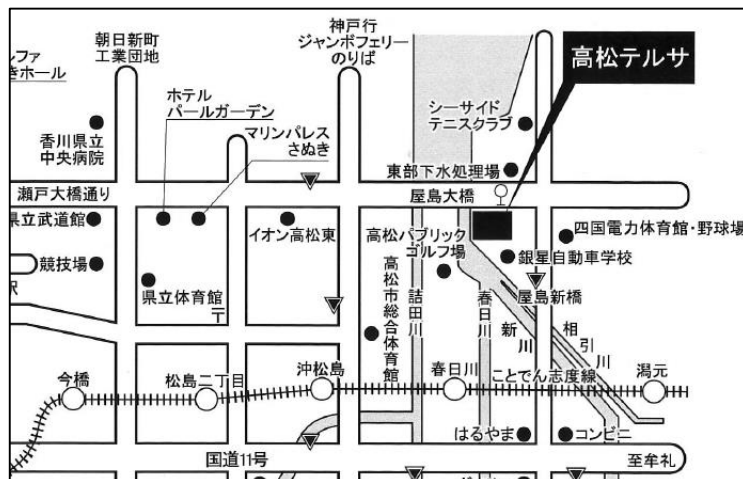 朝日新町
工業団地
神戸行
ジャンボフェリー
のりば
高松テルサ
ルファ
きホール
ホテル
パールガーデン
シーサイド
テニスクラブ
香川県立
中央病院
マリンパレス
さぬき
東部下水処理場
瀬戸大橋通り
屋島大橋
県立武道館
イオン高松東
高松パブリック
ゴルフ場
四国電力体育館・野球場
競技場
銀星自動車学校
県立体育館
〒
高松市総合体育館
詰田川
春日川
屋島新橋
新川
相引川
今橋
松島二丁目
沖松島
春日川
ことでん志度線
潟元
はるやま
コンビニ
国道11号
至牟礼